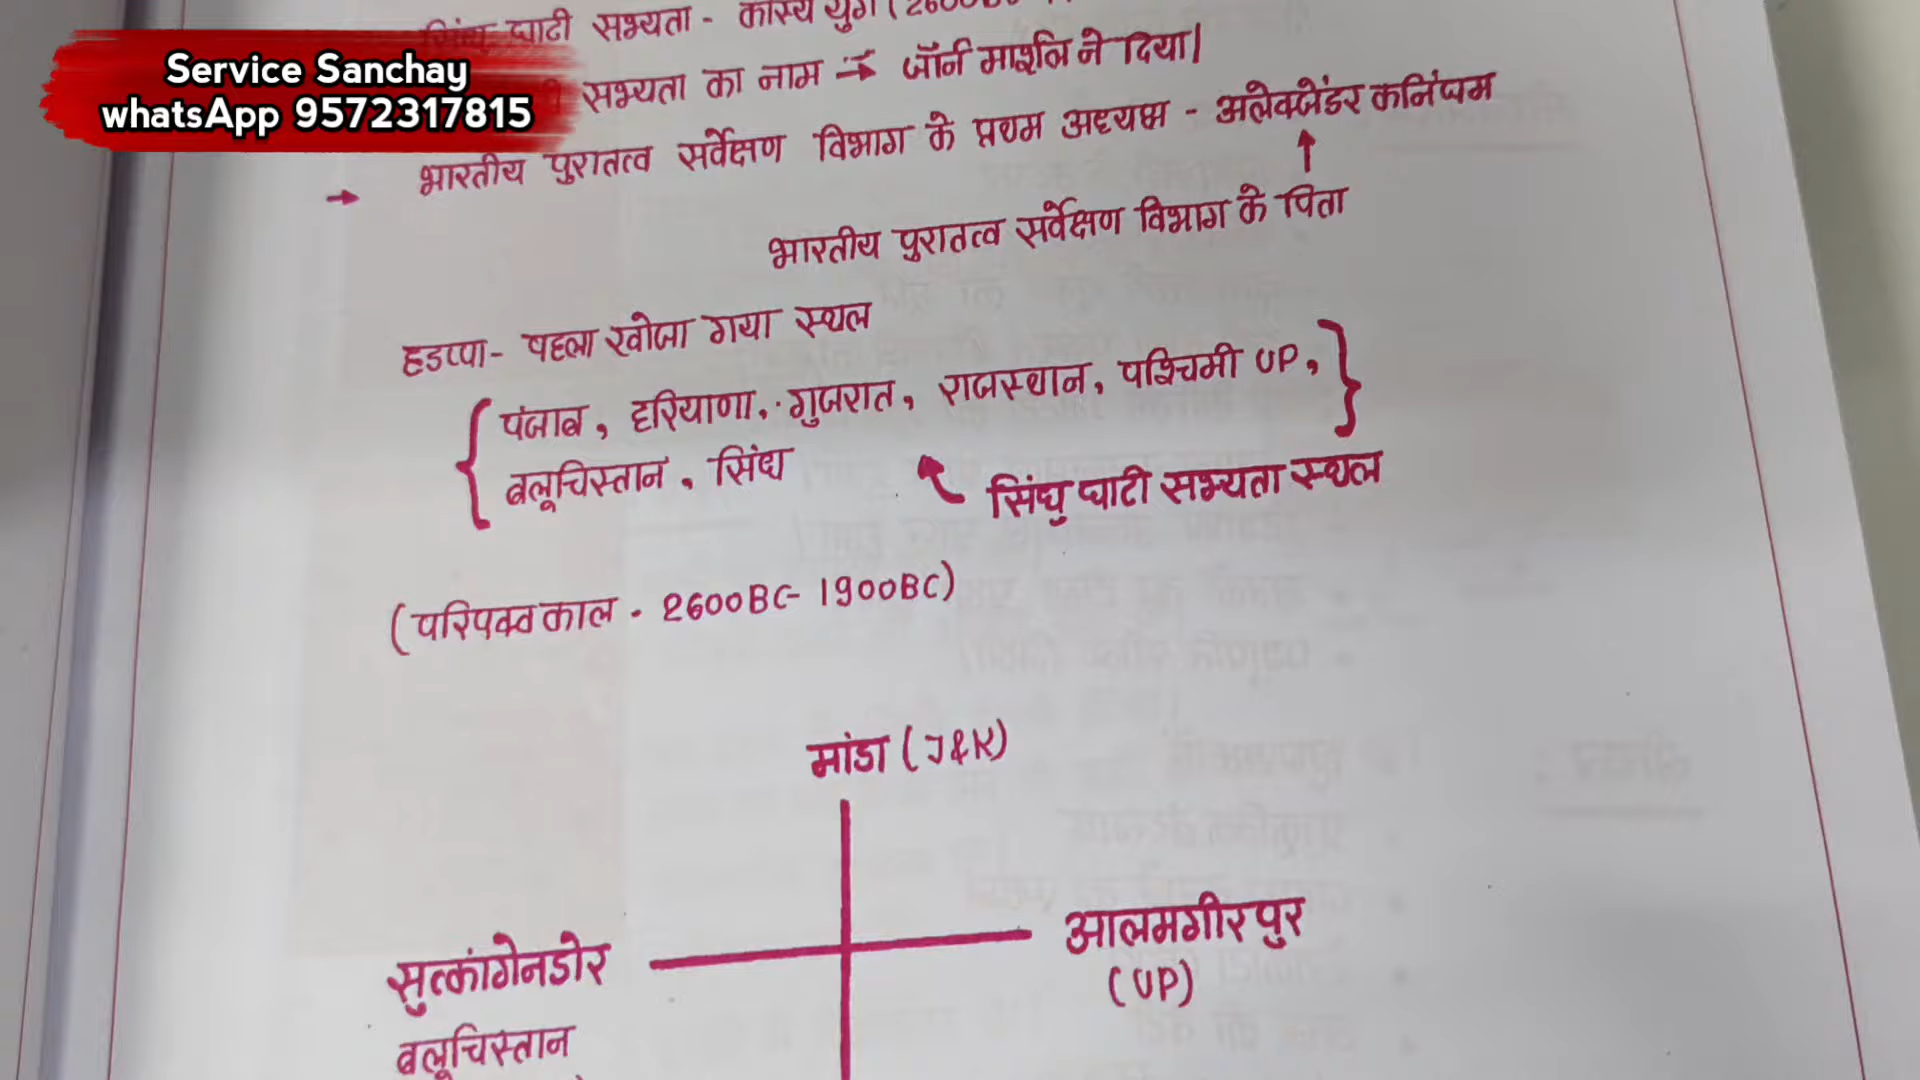 Service Sanchay
whatsApp 9572317815
घाटी सभ्यता - कांस्य युग (2600BC
सभ्यता का नाम → जॉन मार्शल ने दिया।
→ भारतीय पुरातत्व सर्वेक्षण विभाग के प्रथम अध्यक्ष - अलेक्जेंडर कनिंघम
↑
भारतीय पुरातत्व सर्वेक्षण विभाग के पिता
हडप्पा- पहला खोजा गया स्थल
{ पंजाब, हरियाणा, गुजरात, राजस्थान, पश्चिमी UP, }
बलूचिस्तान, सिंध
सिंधु घाटी सभ्यता स्थल
(परिपक्व काल - 2600BC- 1900BC)
मांडा (J&K)
सुत्कांगेनडोर
आलमगीरपुर
(UP)
बलूचिस्तान